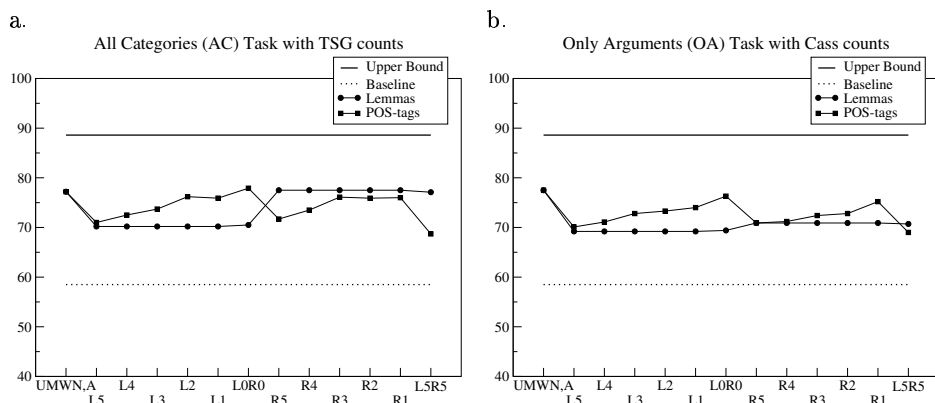 a.
All Categories (AC) Task with TSG counts
Upper Bound
Baseline
Lemmas
POS-tags
100
90
80
70
60
50
40
UMWN,A L4 L2 L0R0 R4 R2 L5R5
L5 L3 L1 R5 R3 R1
b.
Only Arguments (OA) Task with Cass counts
Upper Bound
Baseline
Lemmas
POS-tags
100
90
80
70
60
50
40
UMWN,A L4 L2 L0R0 R4 R2 L5R5
L5 L3 L1 R5 R3 R1